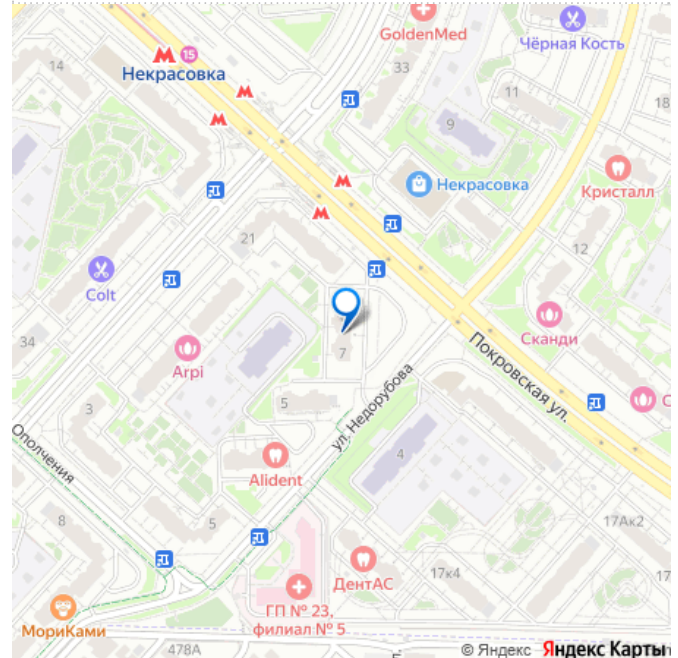 GoldenMed
Чёрная Кость
15
Некрасовка
14
33
11
18
9
Некрасовка
Кристалл
21
12
Colt
Сканди
34
Arpi
7
Покровская ул.
С
ул. Недорубова
3
5
Ополчения
4
Alident
8
5
17Ак2
ДентАС
17к4
ГП № 23,
филиал № 5
МориКами
478А
© Яндекс Яндекс Карты